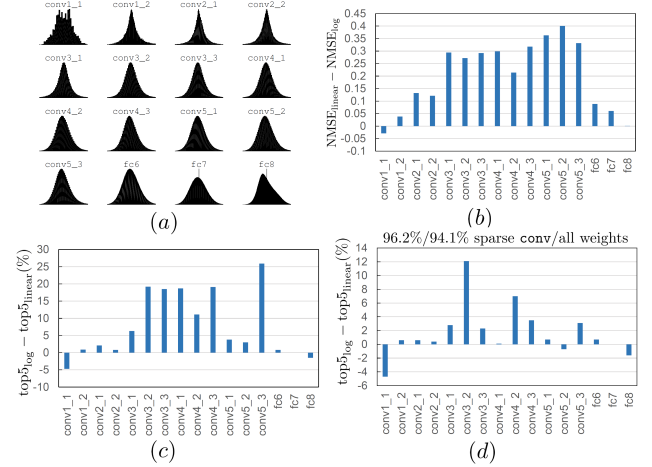 conv1_1 conv1_2 conv2_1 conv2_2
conv3_1 conv3_2 conv3_3 conv4_1
conv4_2 conv4_3 conv5_1 conv5_2
conv5_3 fc6 fc7 fc8
(a)
NMSE_linear − NMSE_log
0.45
0.4
0.35
0.3
0.25
0.2
0.15
0.1
0.05
0
-0.05
-0.1
conv1_1
conv1_2
conv2_1
conv2_2
conv3_1
conv3_2
conv3_3
conv4_1
conv4_2
conv4_3
conv5_1
conv5_2
conv5_3
fc6
fc7
fc8
(b)
top5_log − top5_linear(%)
30
25
20
15
10
5
0
-5
-10
conv1_1
conv1_2
conv2_1
conv2_2
conv3_1
conv3_2
conv3_3
conv4_1
conv4_2
conv4_3
conv5_1
conv5_2
conv5_3
fc6
fc7
fc8
(c)
96.2%/94.1% sparse conv/all weights
top5_log − top5_linear(%)
14
12
10
8
6
4
2
0
-2
-4
-6
conv1_1
conv1_2
conv2_1
conv2_2
conv3_1
conv3_2
conv3_3
conv4_1
conv4_2
conv4_3
conv5_1
conv5_2
conv5_3
fc6
fc7
fc8
(d)